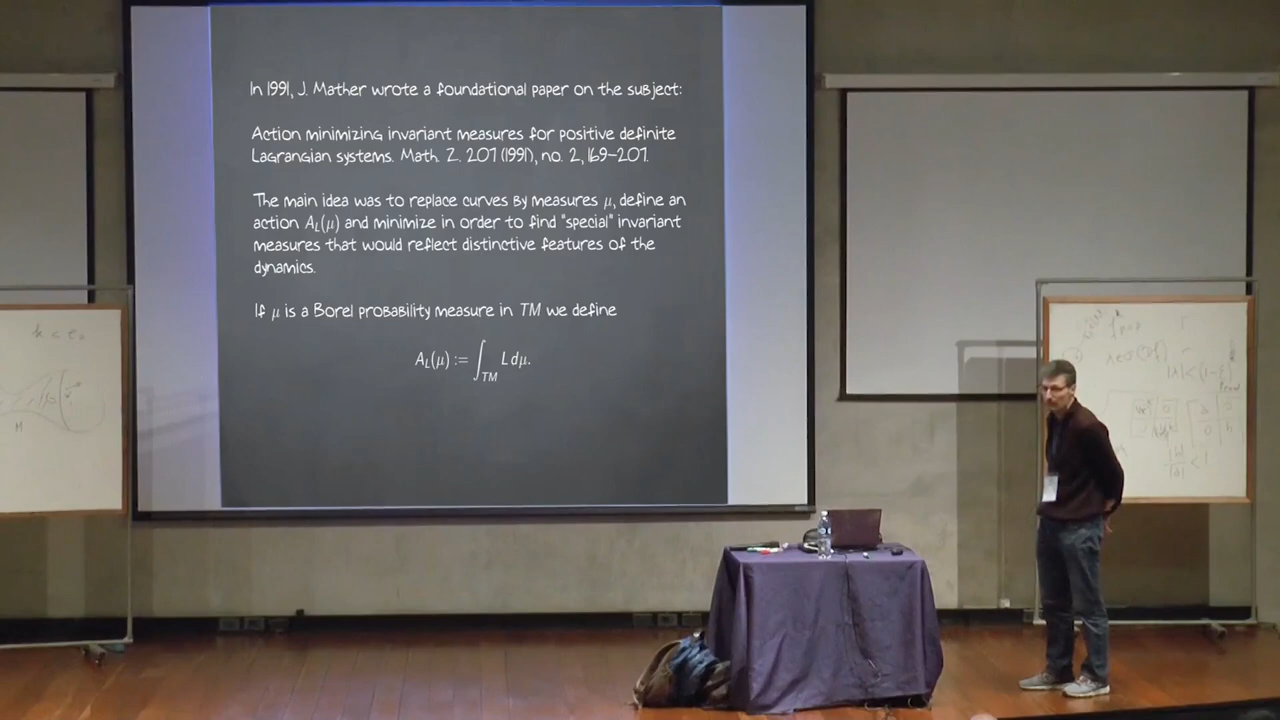 In 1991, J. Mather wrote a foundational paper on the subject:
Action minimizing invariant measures for positive definite
Lagrangian systems. Math. Z. 207 (1991), no. 2, 169–207.
The main idea was to replace curves by measures μ, define an
action A_L(μ) and minimize in order to find "special" invariant
measures that would reflect distinctive features of the
dynamics.
If μ is a Borel probability measure in TM we define
A_L(μ) := ∫_{TM} L dμ.
k < e₀
M